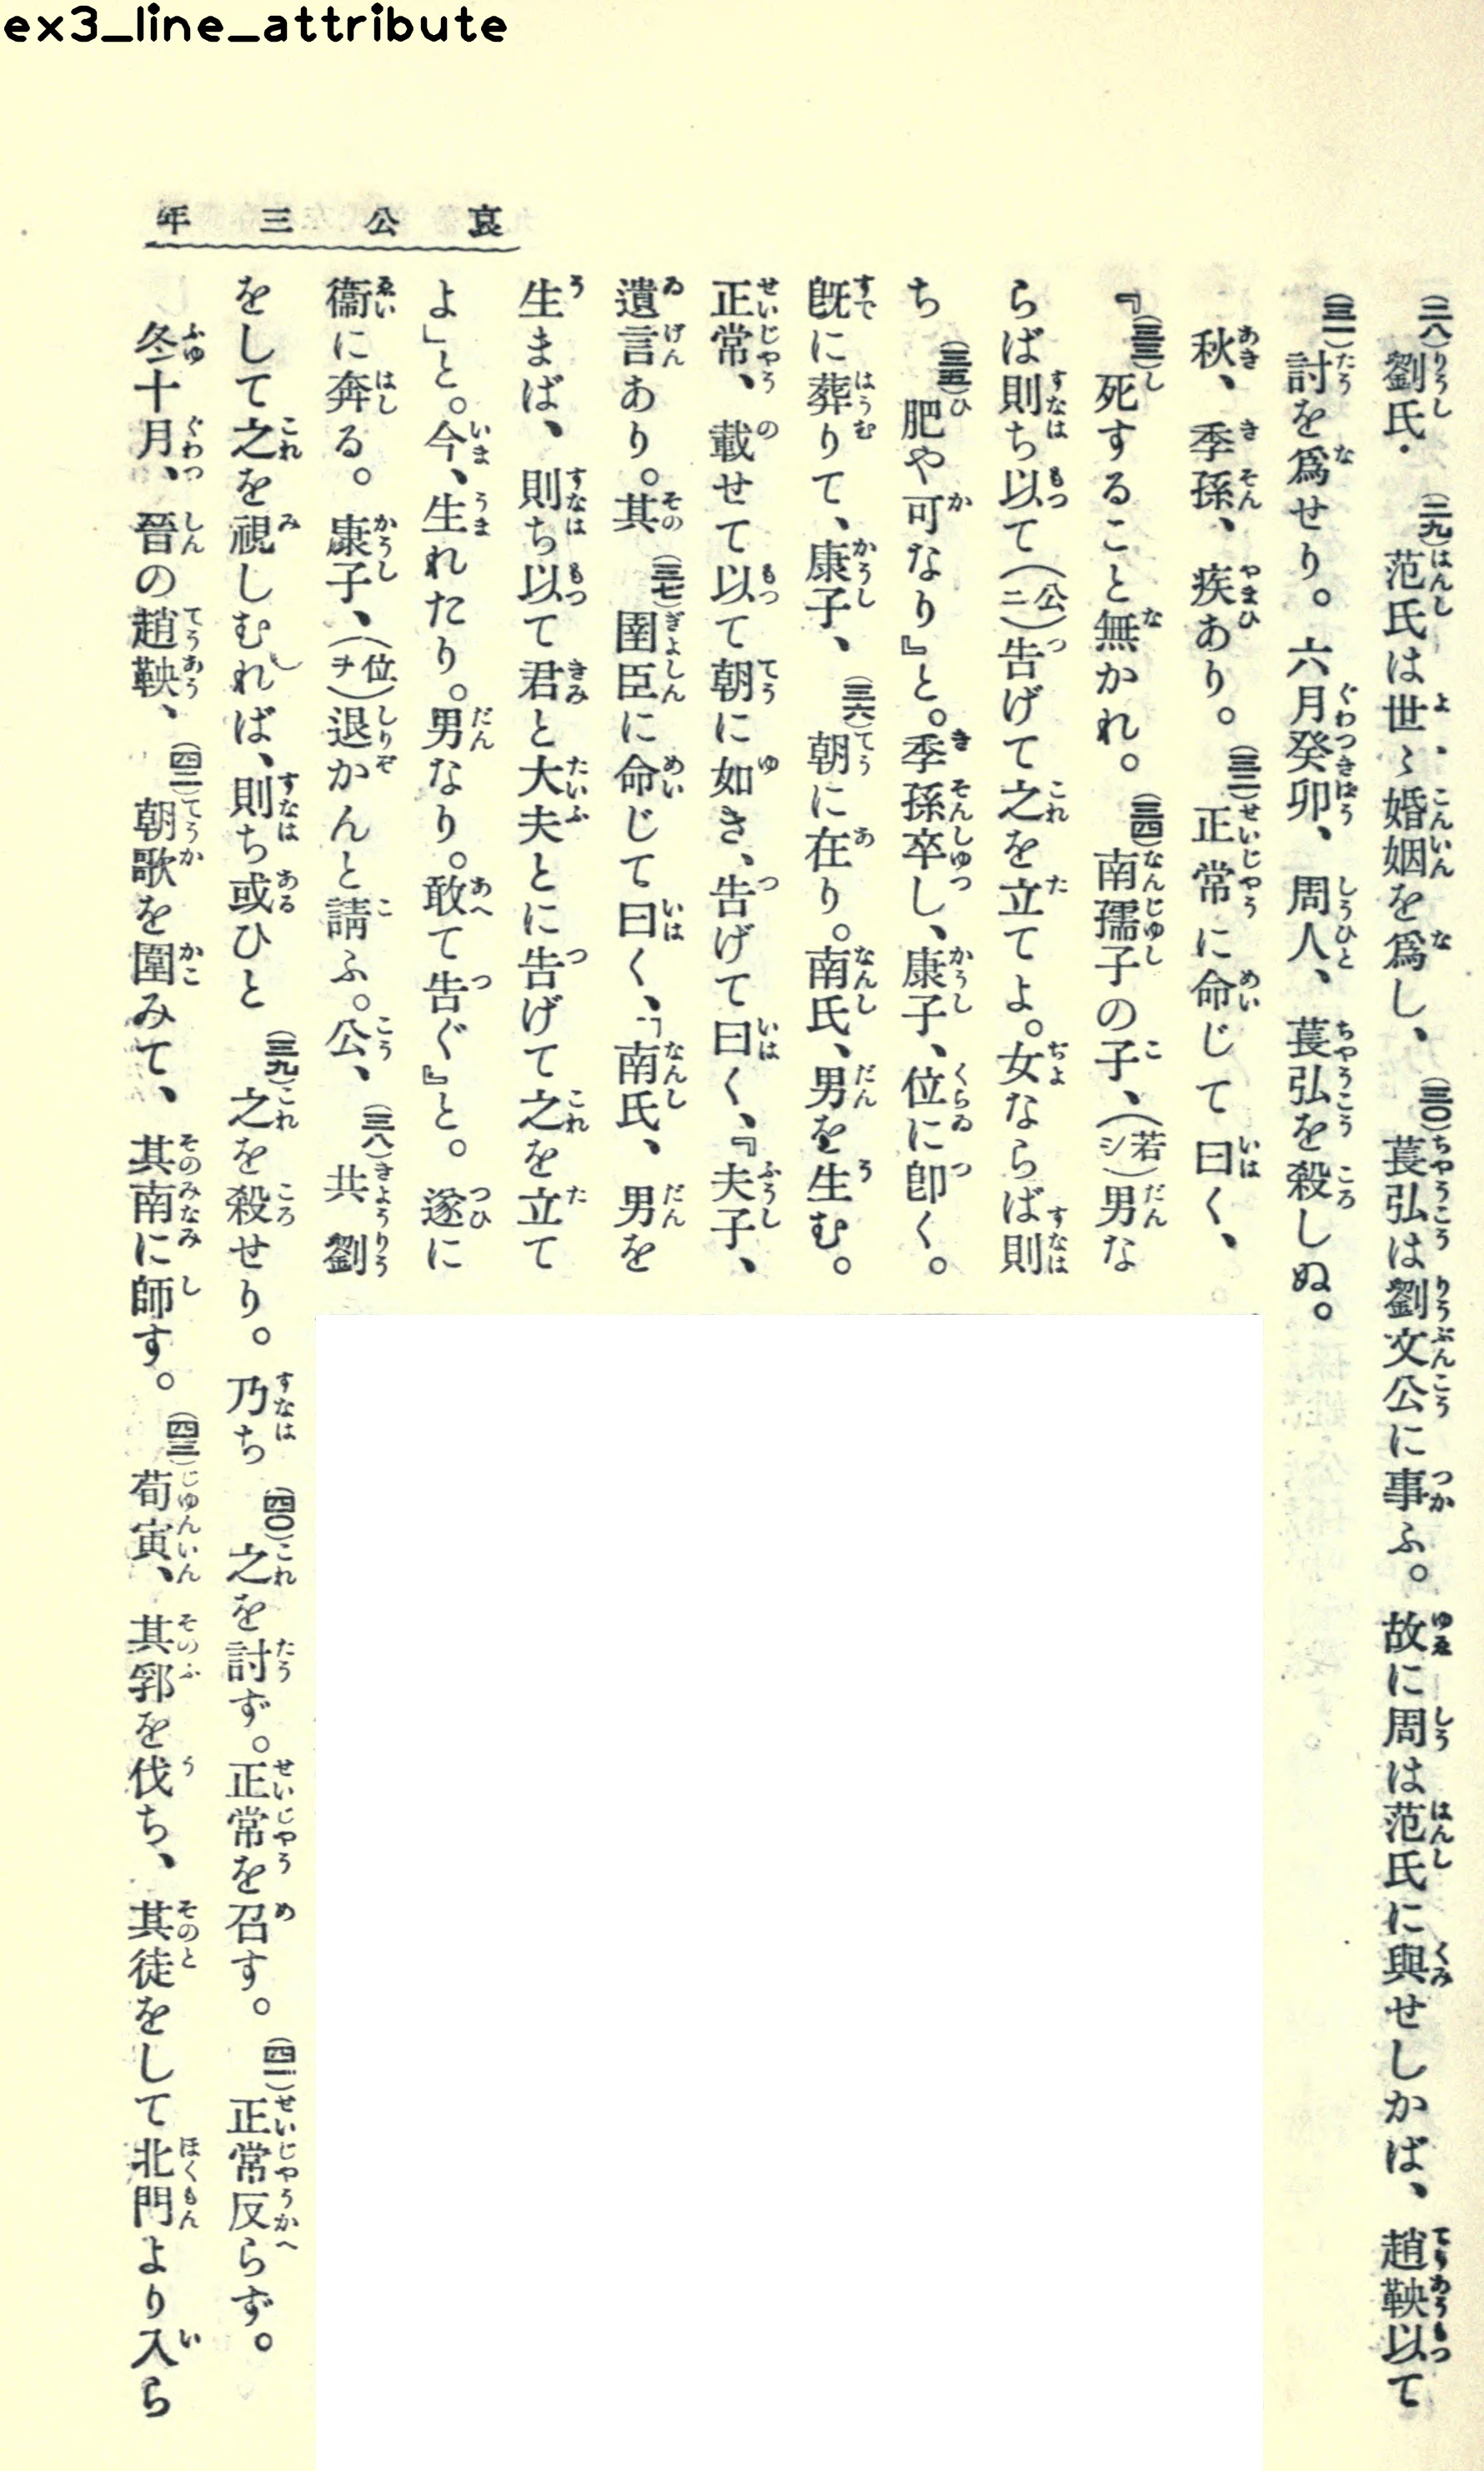 ex3_line_attribute
哀公三年
(二八)劉氏・(二九)范氏は世〻婚姻を爲し、(三〇)萇弘は劉文公に事ふ。故に周は范氏に與せしかば、趙鞅以て
(三一)討を爲せり。六月癸卯、周人、萇弘を殺しぬ。
秋、季孫、疾あり。(三二)正常に命じて曰く、
『(三三)死すること無かれ。(三四)南孺子の子、(若シ)男な
らば則ち以て(公ニ)告げて之を立てよ。女ならば則
ち(三五)肥や可なり』と。季孫卒し、康子、位に卽く。
旣に葬りて、康子、(三六)朝に在り。南氏、男を生む。
正常、載せて以て朝に如き、告げて曰く、『夫子、
遺言あり。其(三七)圉臣に命じて曰く、「南氏、男を
生まば、則ち以て君と大夫とに告げて之を立て
よ」と。今、生れたり。男なり。敢て告ぐ』と。遂に
衞に奔る。康子、(位ヲ)退かんと請ふ。公、(三八)共劉
をして之を視しむれば、則ち或ひと(三九)之を殺せり。乃ち(四〇)之を討ず。正常を召す。(四一)正常反らず。
冬十月、晉の趙鞅、(四二)朝歌を圍みて、其南に師す。(四三)荀寅、其郛を伐ち、其徒をして北門より入ら